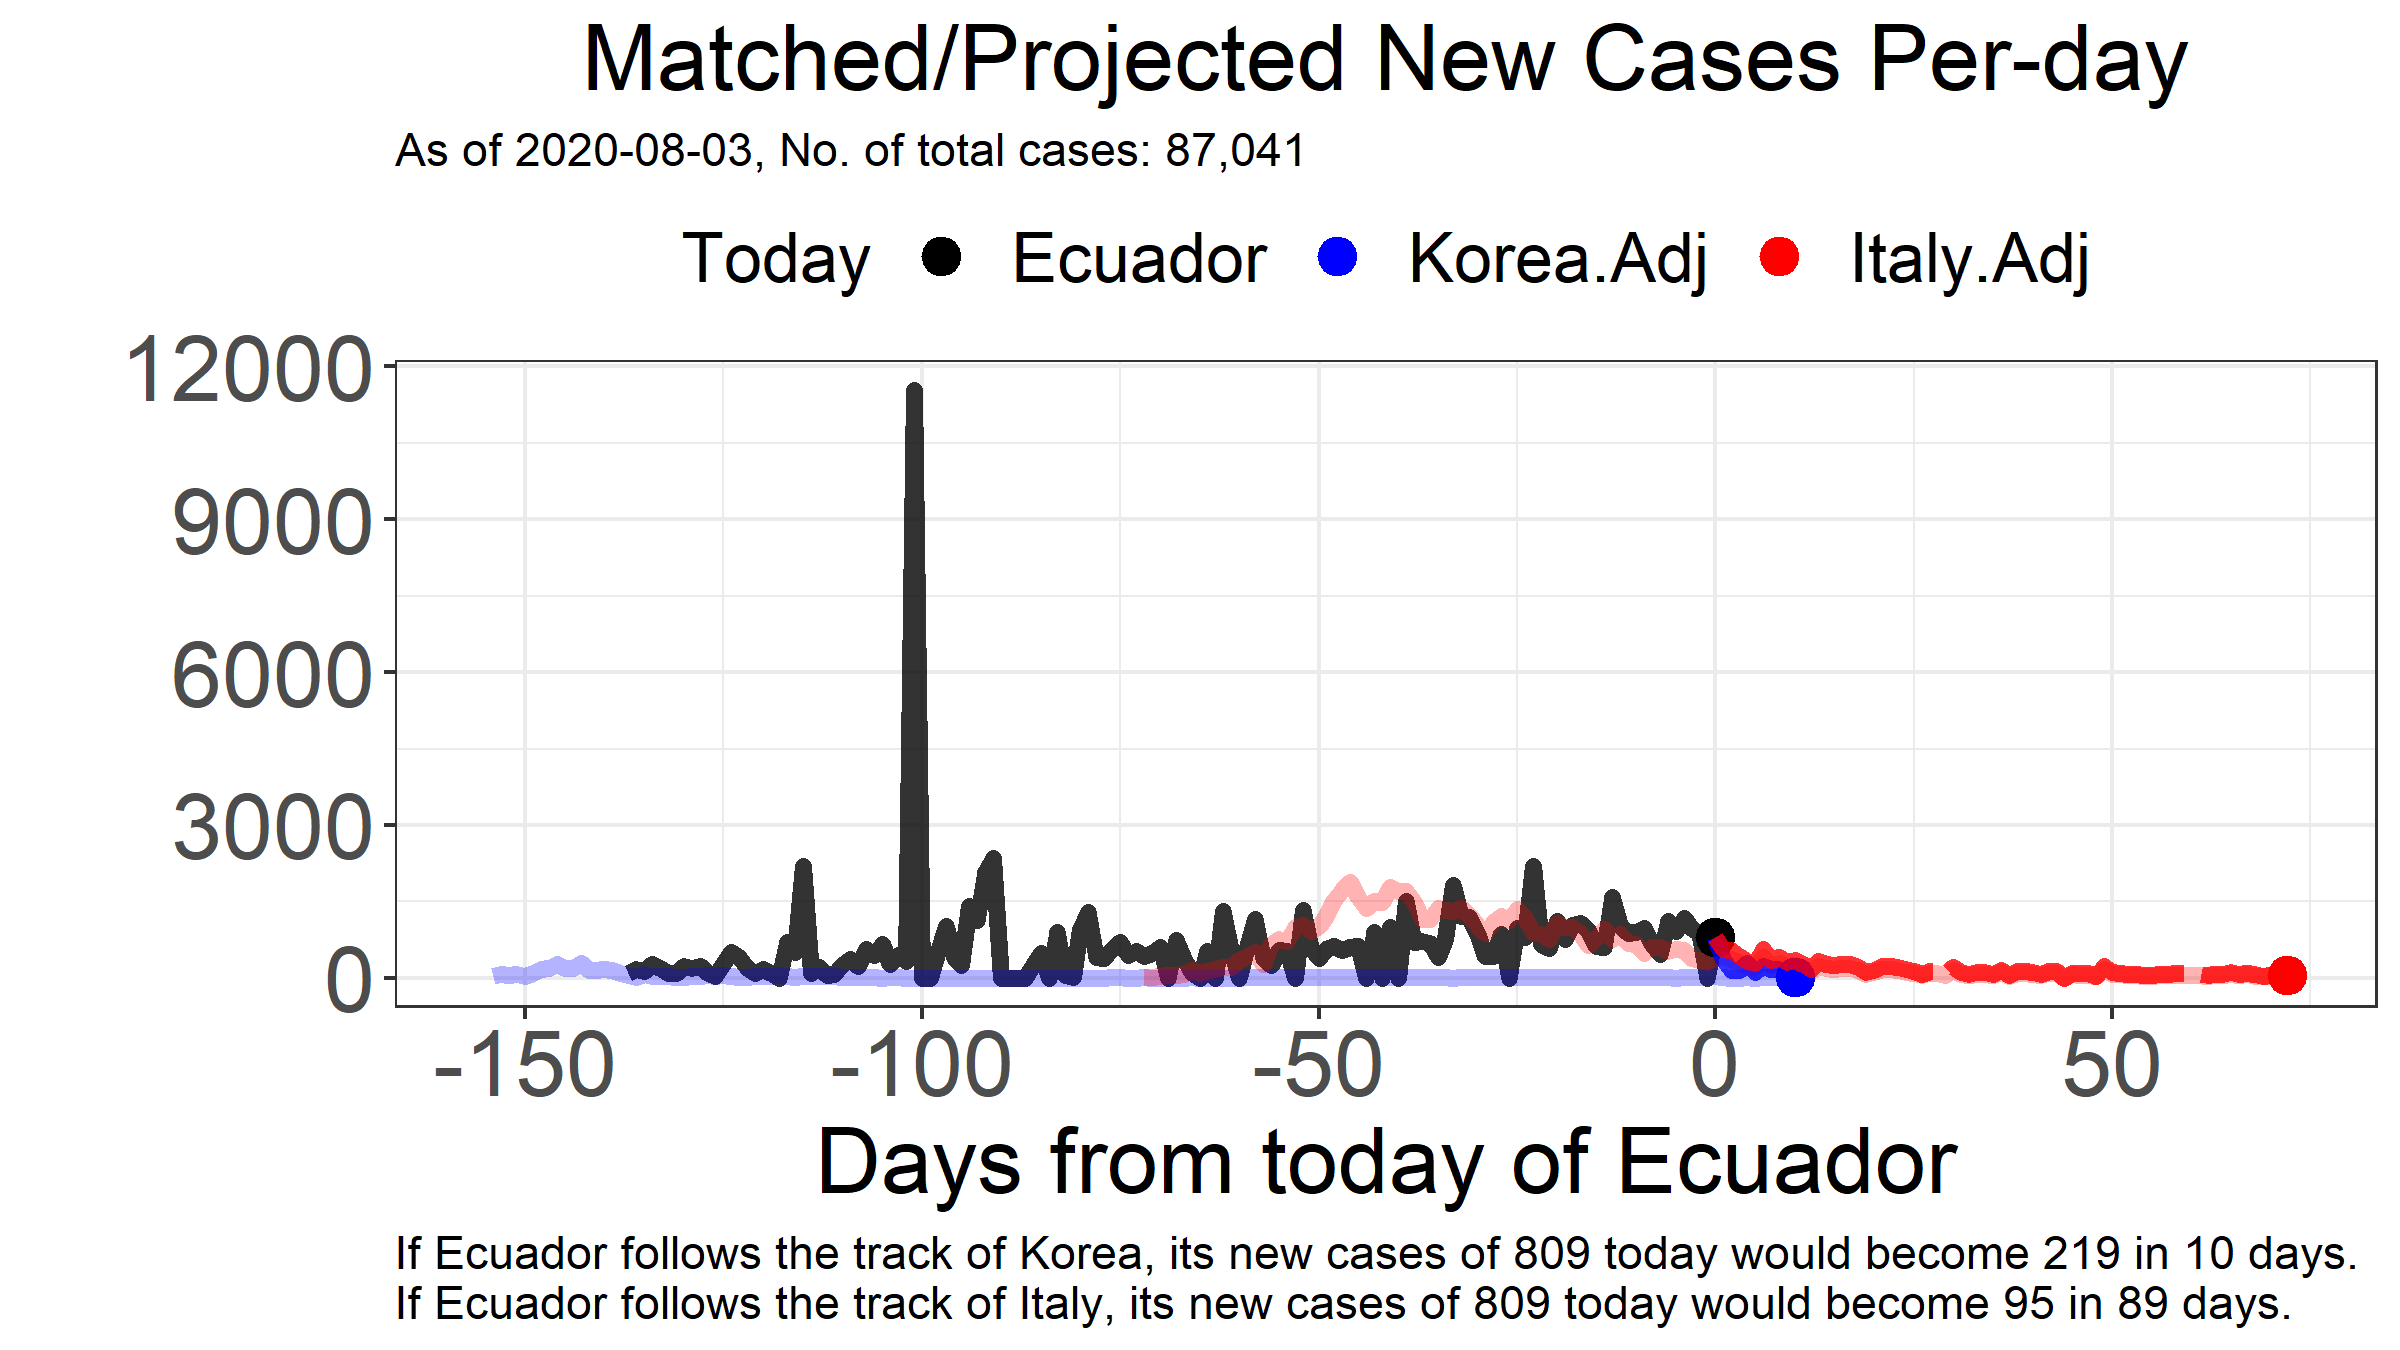 Matched/Projected New Cases Per-day
As of 2020-08-03, No. of total cases: 87,041
Today Ecuador Korea.Adj Italy.Adj
12000
9000
6000
3000
0
-150 -100 -50 0 50
Days from today of Ecuador
If Ecuador follows the track of Korea, its new cases of 809 today would become 219 in 10 days.
If Ecuador follows the track of Italy, its new cases of 809 today would become 95 in 89 days.